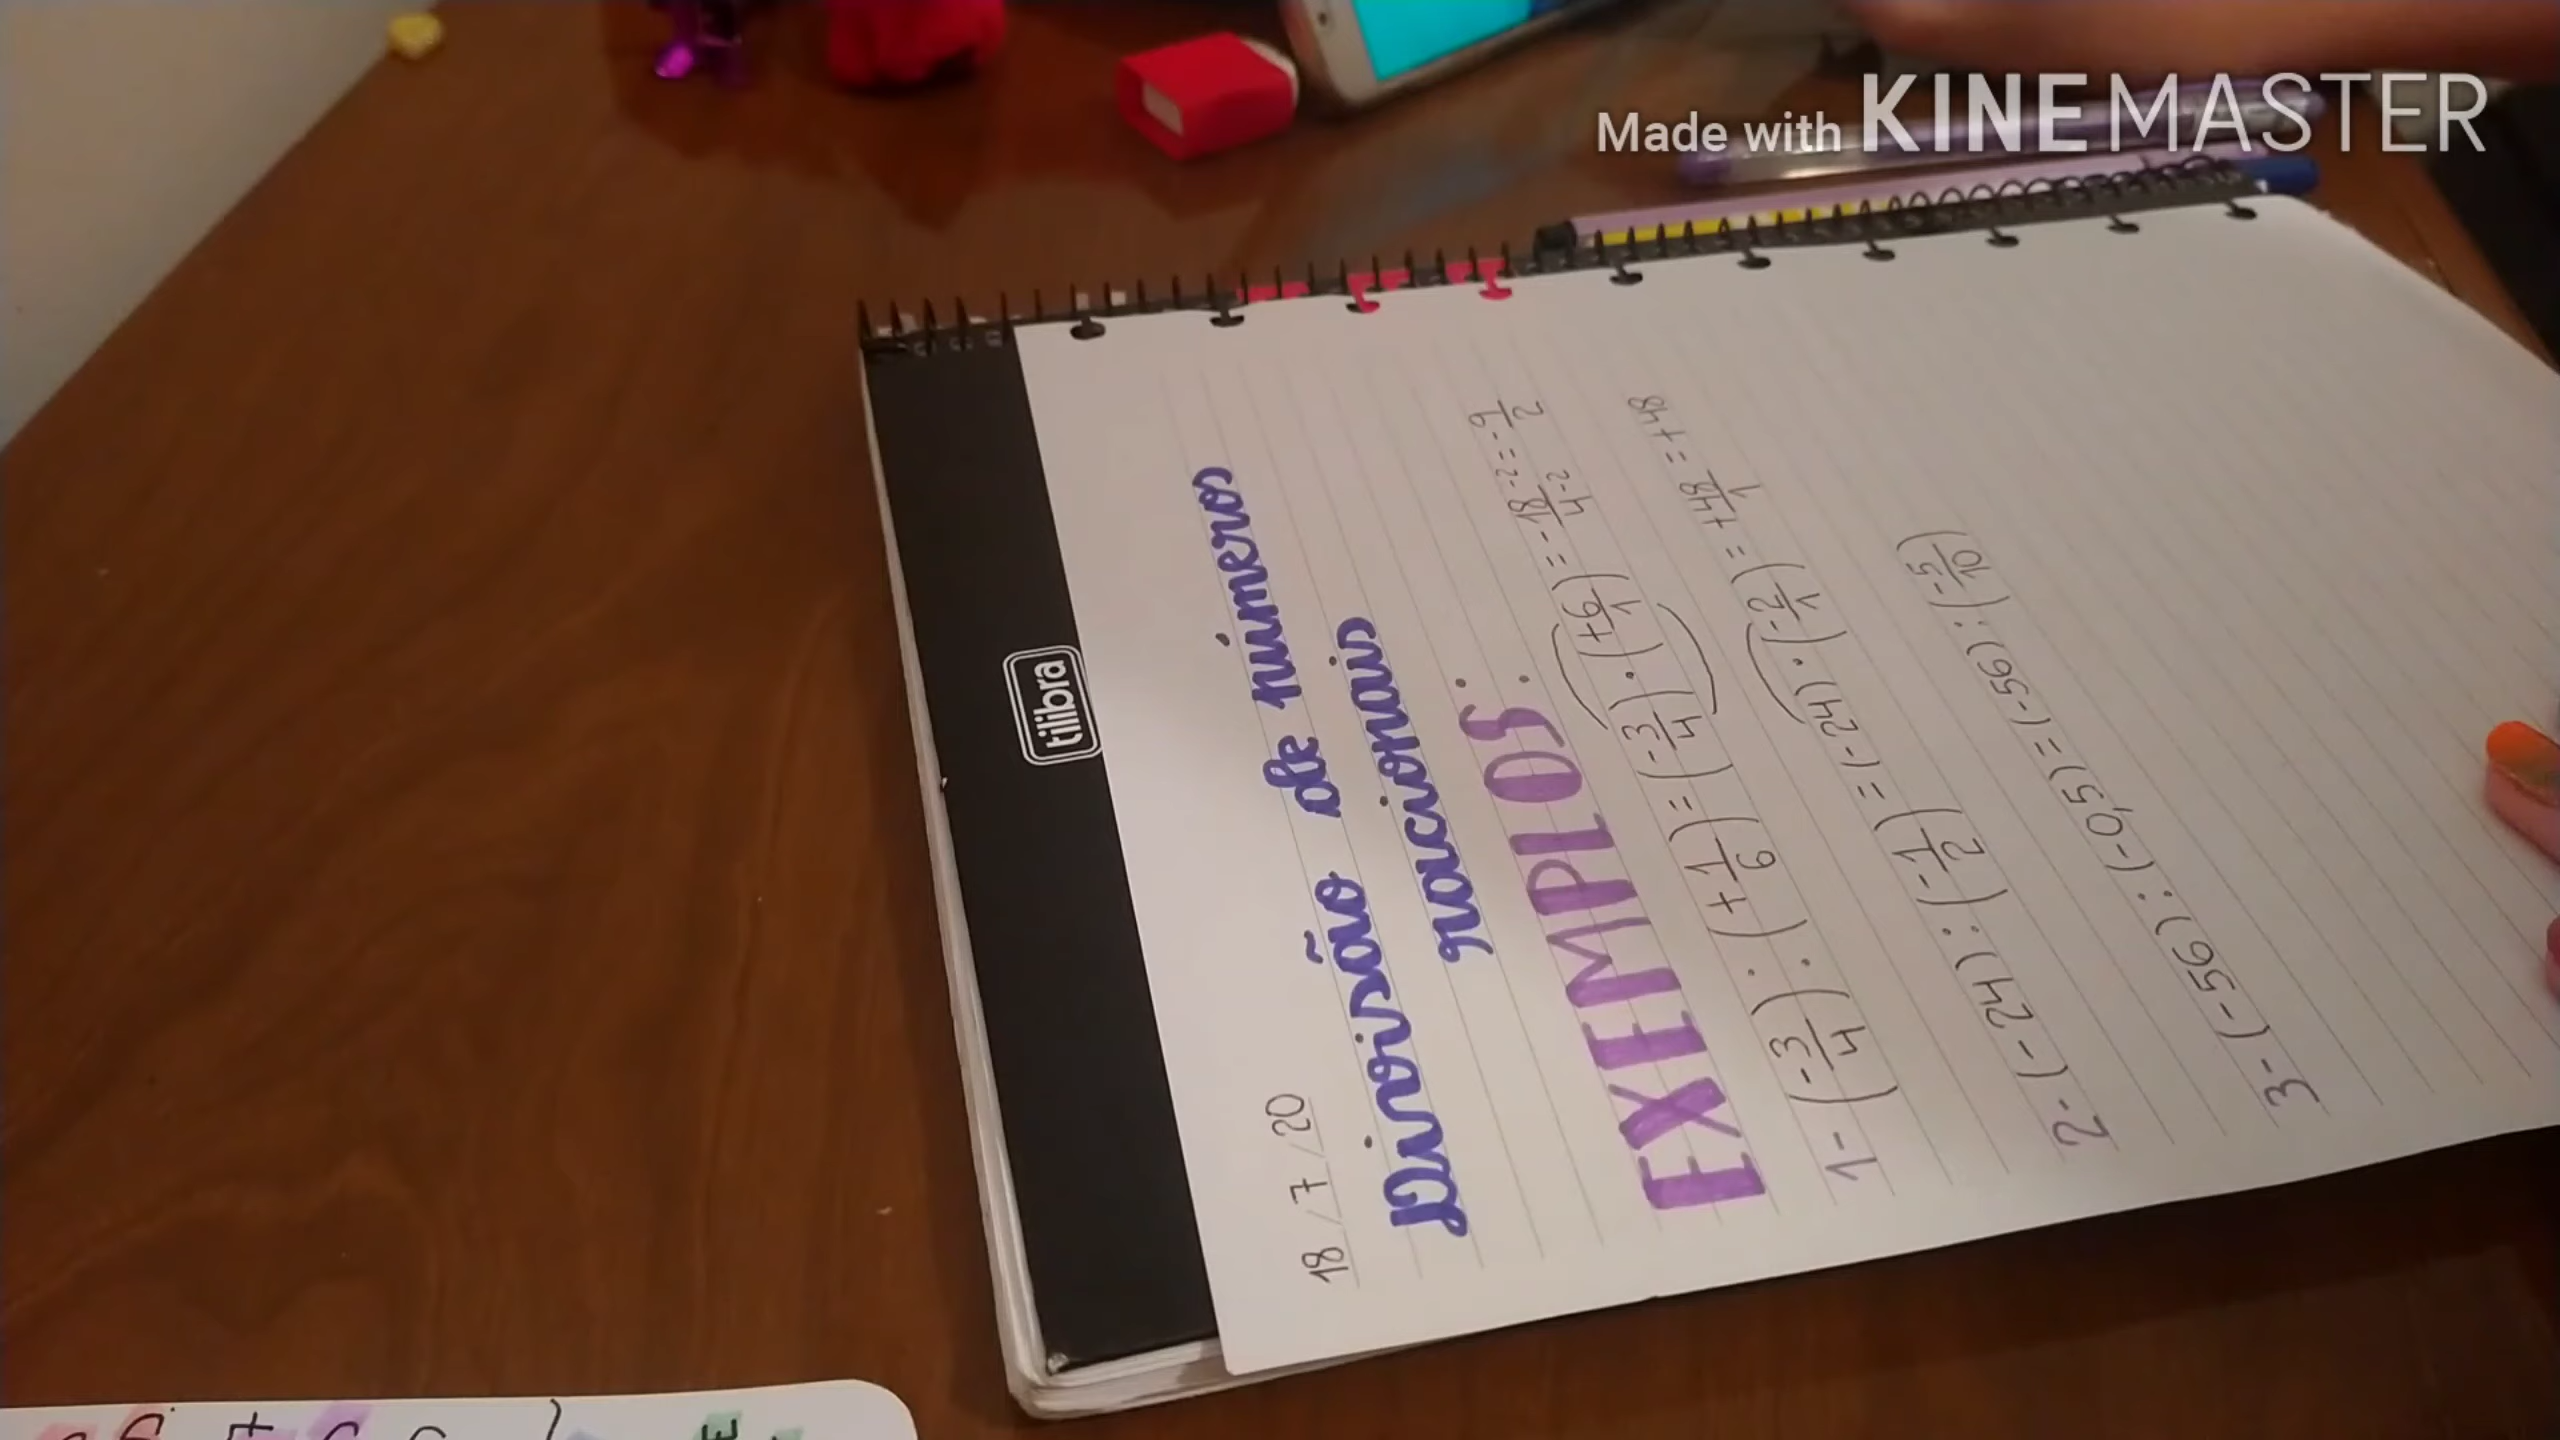 Made with KINEMASTER
tilibra
18/7/20
Divisão de números
racionais
EXEMPLOS:
1- (-3/4) : (+1/6) = (-3/4) . (+6/1) = -18÷2/4÷2 = -9/2
2- (-24) : (-1/2) = (-24) . (-2/1) = +48/1 = +48
3- (-56) : (-0,5) = (-56) : (-5/10)